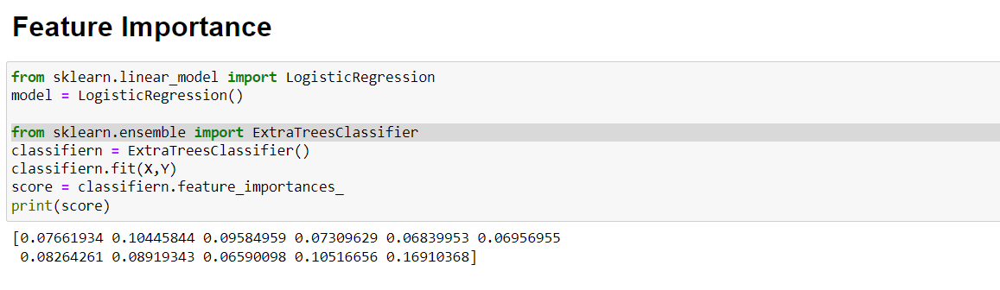 Feature Importance
from sklearn.linear_model import LogisticRegression
model = LogisticRegression()
from sklearn.ensemble import ExtraTreesClassifier
classifiern = ExtraTreesClassifier()
classifiern.fit(X,Y)
score = classifiern.feature_importances_
print(score)
[0.07661934 0.10445844 0.09584959 0.07309629 0.06839953 0.06956955
0.08264261 0.08919343 0.06590098 0.10516656 0.16910368]